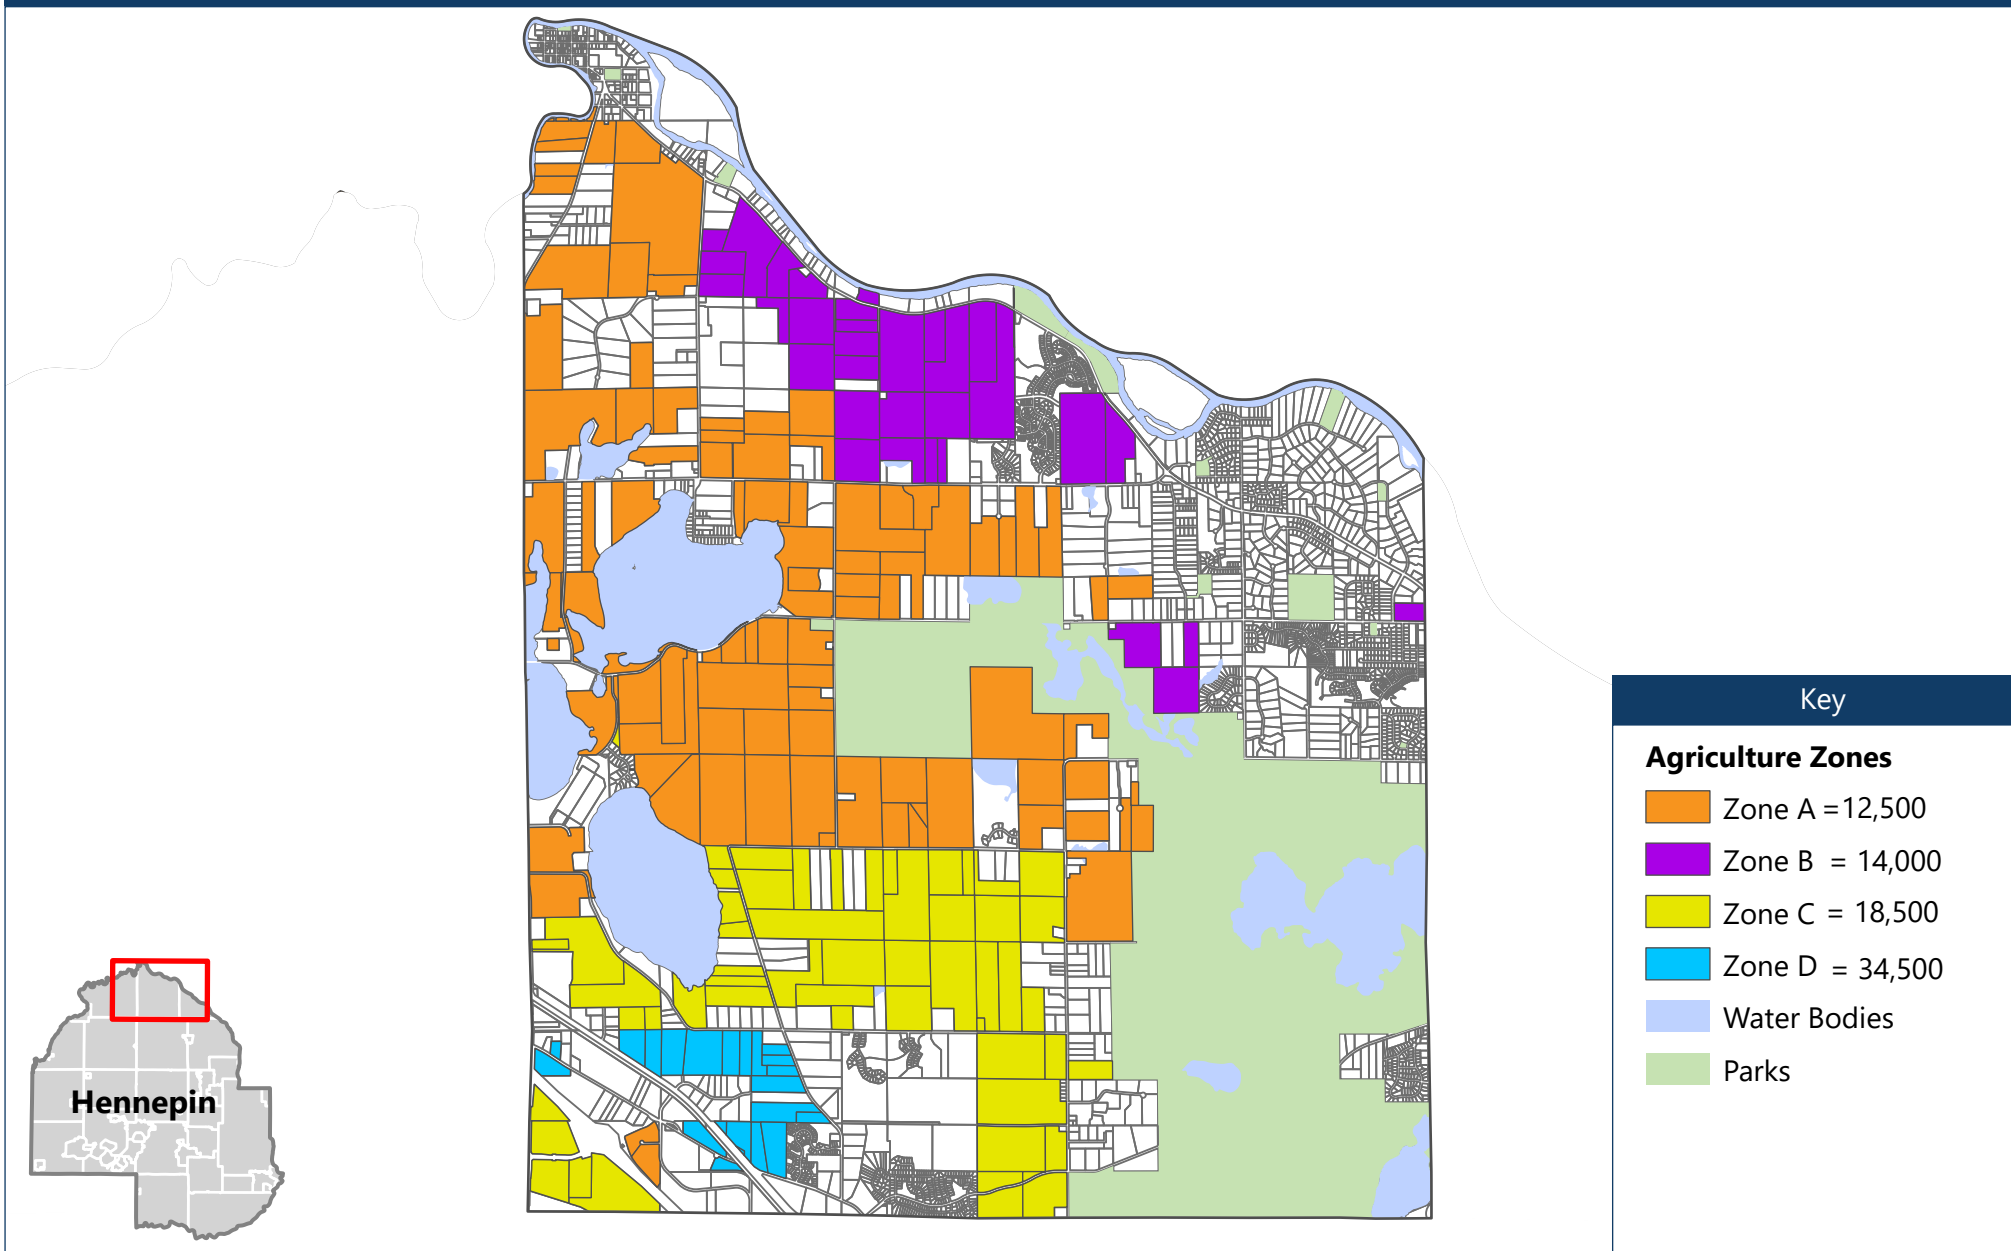 Key
Agriculture Zones
Zone A =12,500
Zone B = 14,000
Zone C = 18,500
Zone D = 34,500
Water Bodies
Parks
Hennepin